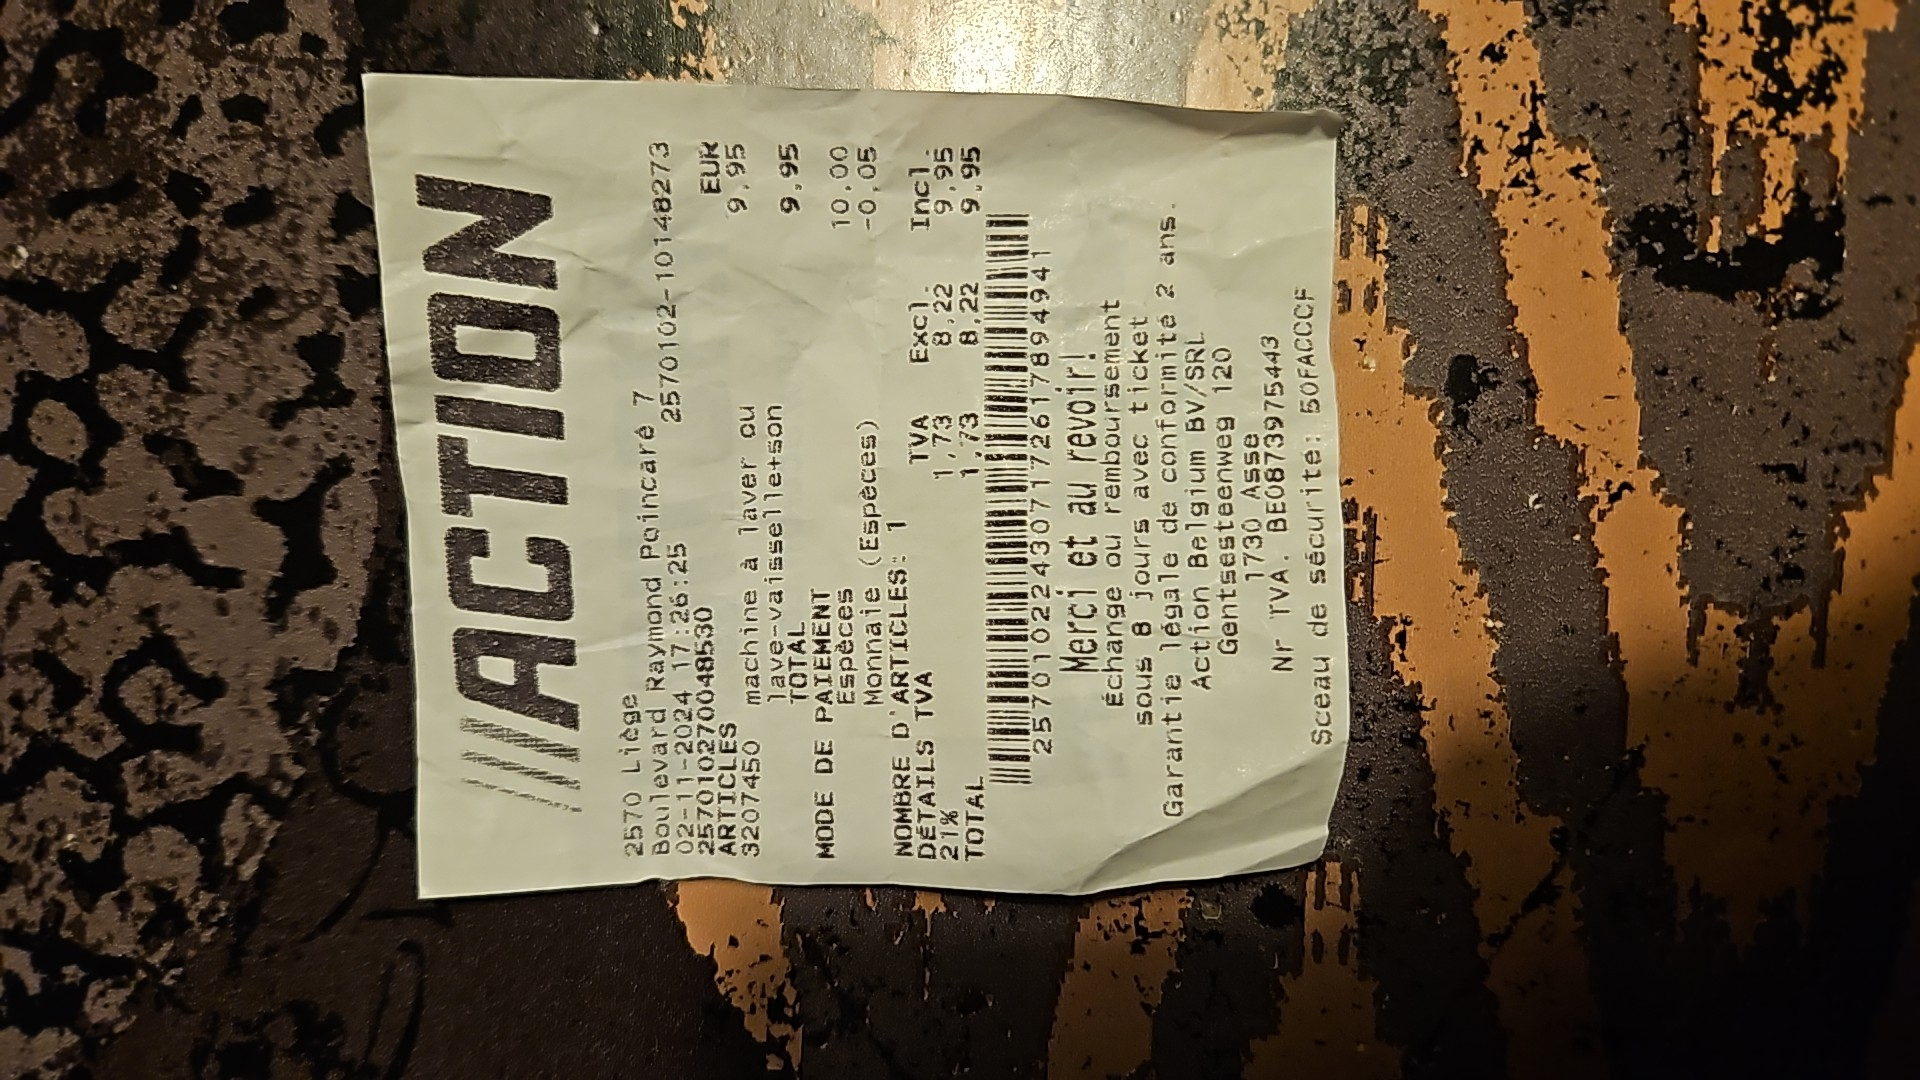 ACTION
2570 Liège
Boulevard Raymond Poincaré 7
02-11-2024 17:26:25 2570102-10148273
257010270048530
ARTICLES EUR
3207450 machine à laver ou 9,95
lave-vaisselle+son
TOTAL 9,95
MODE DE PAIEMENT
Espèces 10,00
Monnaie (Espèces) -0,05
NOMBRE D'ARTICLES: 1
DÉTAILS TVA TVA Excl. Incl.
21% 1,73 8,22 9,95
TOTAL 1,73 8,22 9,95
257010224307172617894941
Merci et au revoir!
Échange ou remboursement
sous 8 jours avec ticket
Garantie légale de conformité 2 ans.
Action Belgium BV/SRL
Gentsesteenweg 120
1730 Asse
Nr TVA. BE0873975443
Sceau de sécurité: 50FACCCF